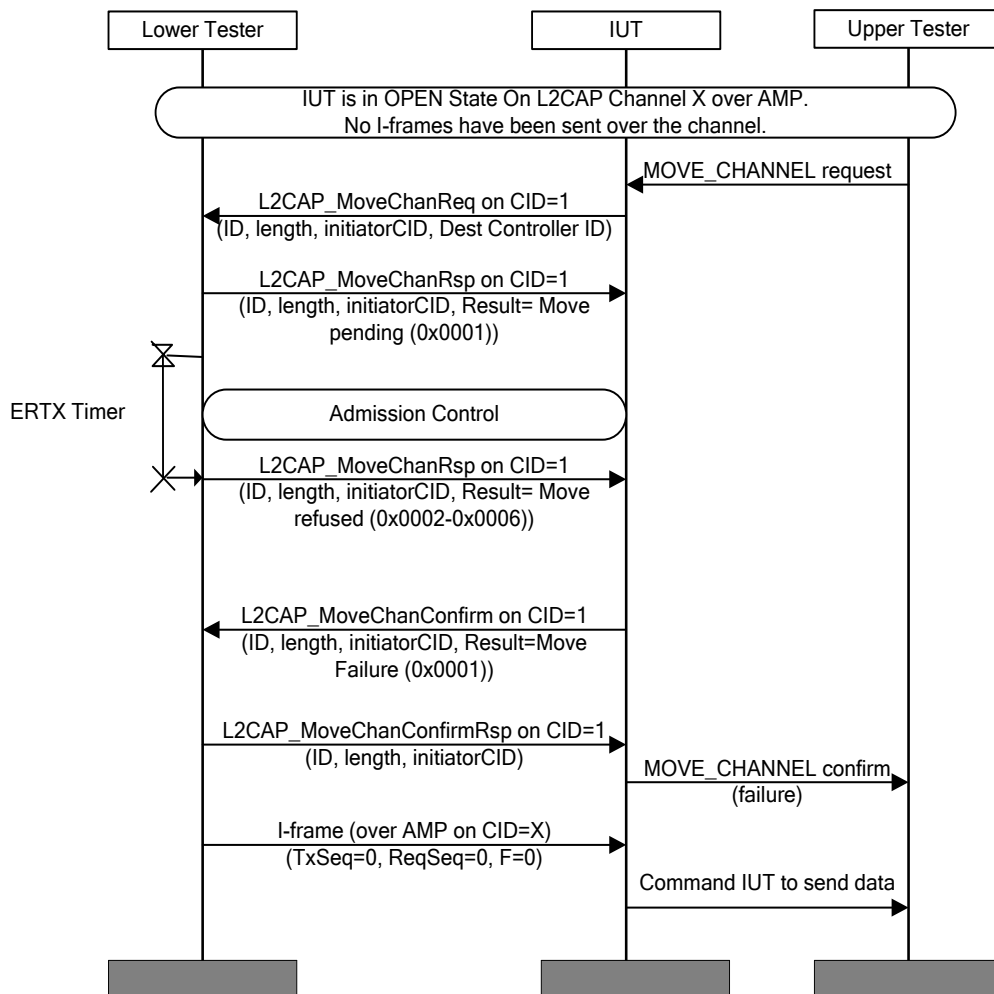 Lower Tester
IUT
Upper Tester
IUT is in OPEN State On L2CAP Channel X over AMP.
No I-frames have been sent over the channel.
MOVE_CHANNEL request
L2CAP_MoveChanReq on CID=1
(ID, length, initiatorCID, Dest Controller ID)
L2CAP_MoveChanRsp on CID=1
(ID, length, initiatorCID, Result= Move
pending (0x0001))
ERTX Timer
Admission Control
L2CAP_MoveChanRsp on CID=1
(ID, length, initiatorCID, Result= Move
refused (0x0002-0x0006))
L2CAP_MoveChanConfirm on CID=1
(ID, length, initiatorCID, Result=Move
Failure (0x0001))
L2CAP_MoveChanConfirmRsp on CID=1
(ID, length, initiatorCID)
MOVE_CHANNEL confirm
(failure)
I-frame (over AMP on CID=X)
(TxSeq=0, ReqSeq=0, F=0)
Command IUT to send data